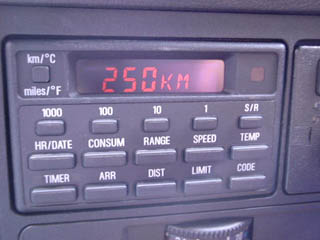 km/°C
250KM
miles/°F
1000 100 10 1 S/R
HR/DATE CONSUM RANGE SPEED TEMP
TIMER ARR DIST LIMIT CODE